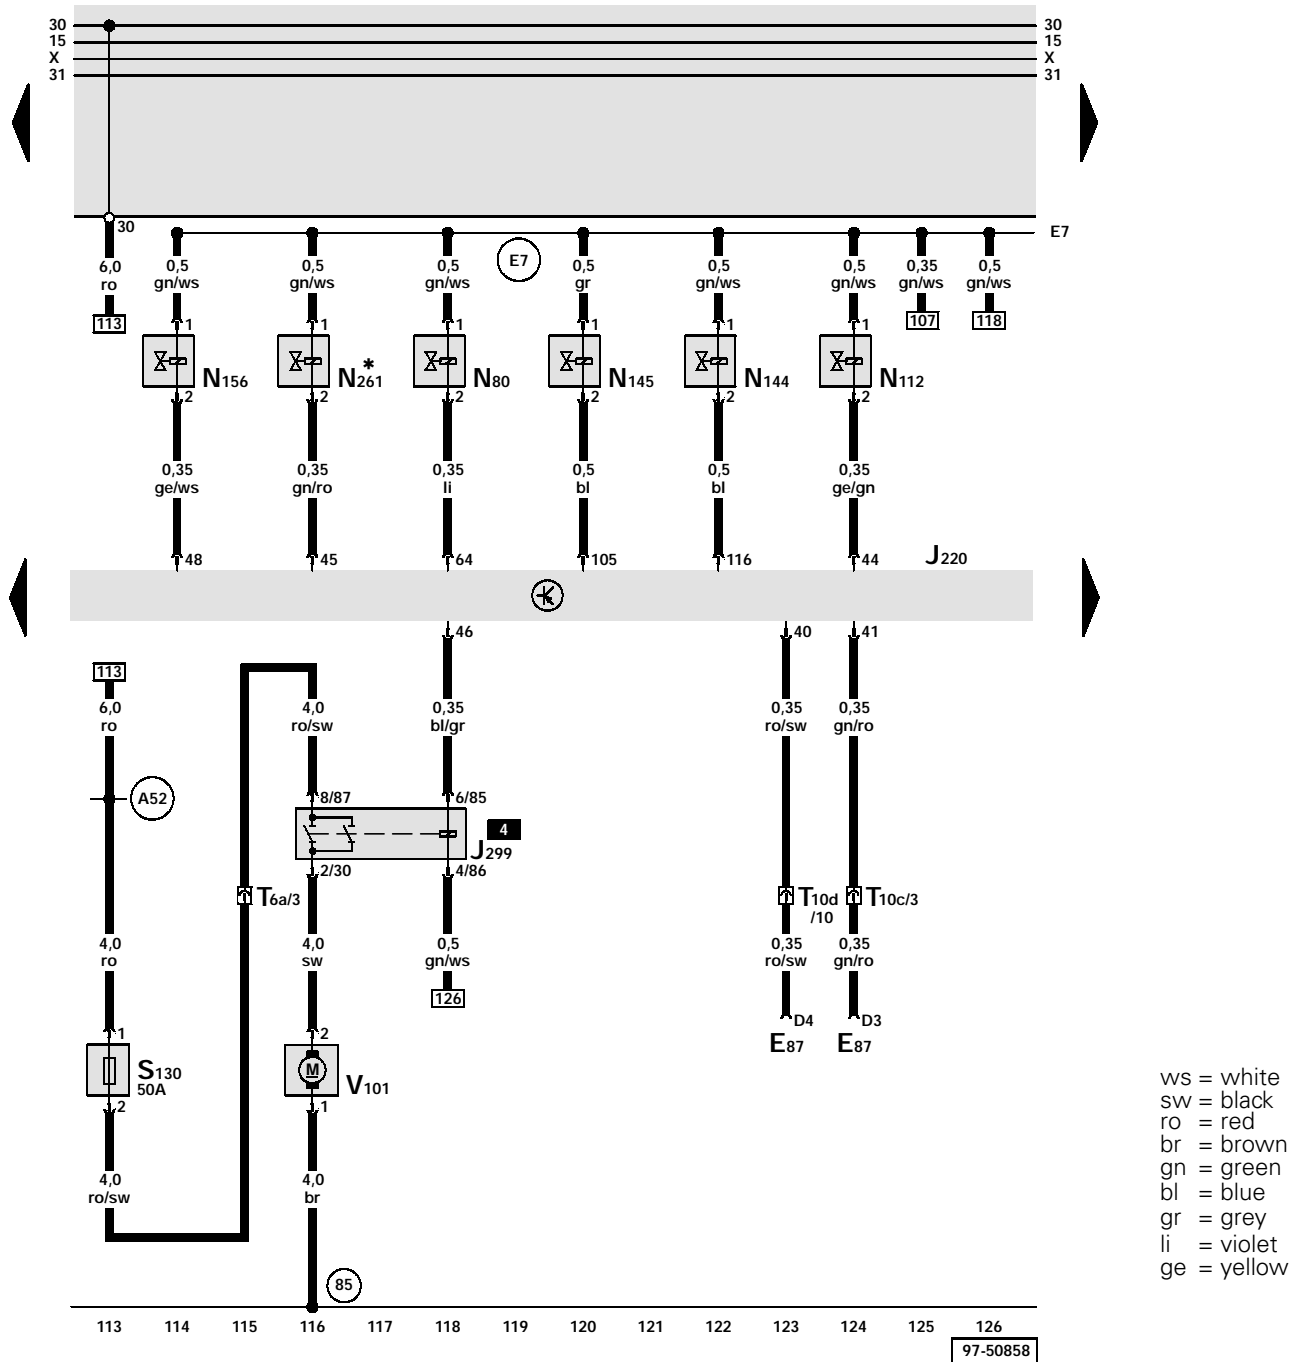 30 30
15 15
X X
31 31
30
E7
E7
6,0 0,5 0,5 0,5 0,5 0,5 0,5 0,35 0,5
ro gn/ws gn/ws gn/ws gr gn/ws gn/ws gn/ws gn/ws
113 1 1 1 1 1 1 107 118
N156 N261* N80 N145 N144 N112
2 2 2 2 2 2
0,35 0,35 0,35 0,5 0,5 0,35
ge/ws gn/ro li bl bl ge/gn
48 45 64 105 116 44 J220
46 40 41
113
6,0 4,0 0,35 0,35 0,35
ro ro/sw bl/gr ro/sw gn/ro
A52 8/87 6/85
4
J299
2/30 4/86
T6a/3 T10d T10c/3
/10
4,0 4,0 0,5 0,35 0,35
ro sw gn/ws ro/sw gn/ro
126
D4 D3
1 2 E87 E87
S130
50A
M
V101
2 1
4,0 4,0
ro/sw br
85
113 114 115 116 117 118 119 120 121 122 123 124 125 126
97-50858
ws = white
sw = black
ro = red
br = brown
gn = green
bl = blue
gr = grey
li = violet
ge = yellow